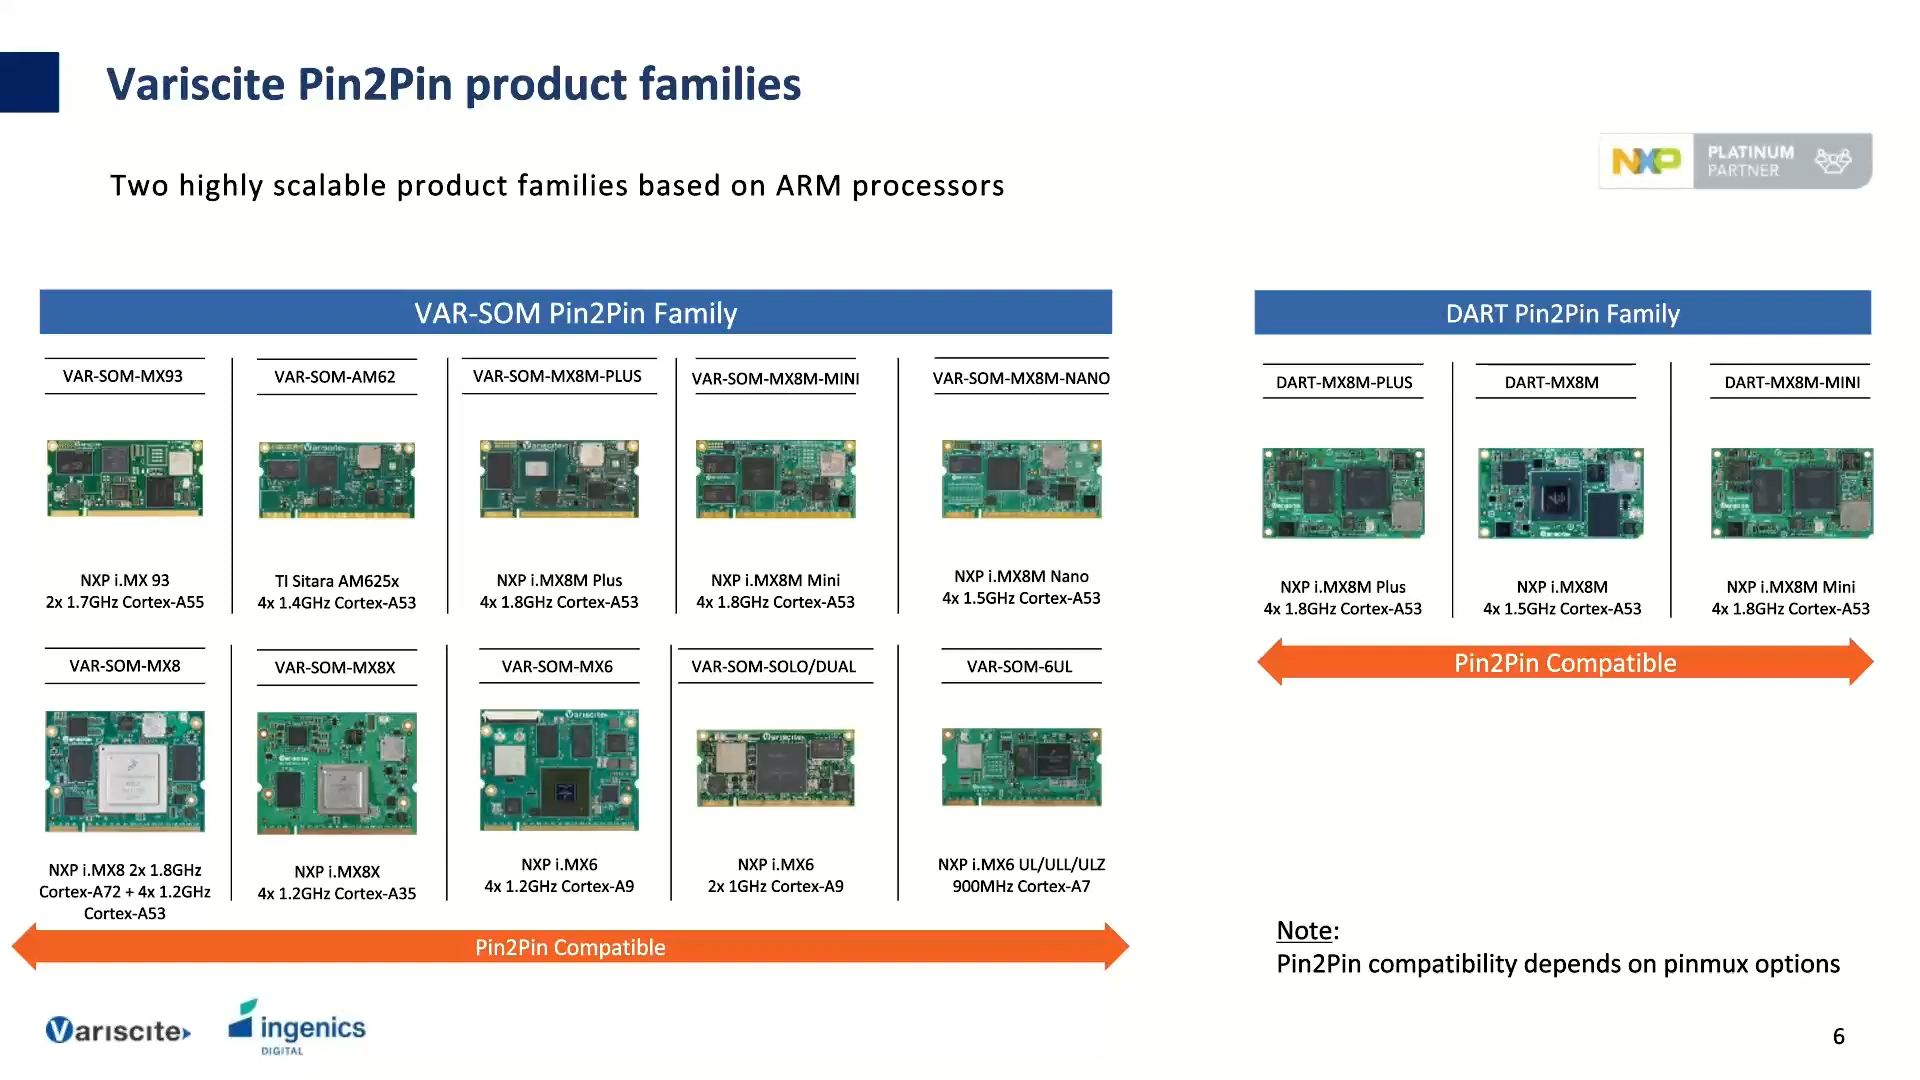 Variscite Pin2Pin product families
Two highly scalable product families based on ARM processors
NXP
PLATINUM
PARTNER
VAR-SOM Pin2Pin Family
VAR-SOM-MX93
VAR-SOM-AM62
VAR-SOM-MX8M-PLUS
VAR-SOM-MX8M-MINI
VAR-SOM-MX8M-NANO
NXP i.MX 93
2x 1.7GHz Cortex-A55
TI Sitara AM625x
4x 1.4GHz Cortex-A53
NXP i.MX8M Plus
4x 1.8GHz Cortex-A53
NXP i.MX8M Mini
4x 1.8GHz Cortex-A53
NXP i.MX8M Nano
4x 1.5GHz Cortex-A53
VAR-SOM-MX8
VAR-SOM-MX8X
VAR-SOM-MX6
VAR-SOM-SOLO/DUAL
VAR-SOM-6UL
NXP i.MX8 2x 1.8GHz
Cortex-A72 + 4x 1.2GHz
Cortex-A53
NXP i.MX8X
4x 1.2GHz Cortex-A35
NXP i.MX6
4x 1.2GHz Cortex-A9
NXP i.MX6
2x 1GHz Cortex-A9
NXP i.MX6 UL/ULL/ULZ
900MHz Cortex-A7
Pin2Pin Compatible
DART Pin2Pin Family
DART-MX8M-PLUS
DART-MX8M
DART-MX8M-MINI
NXP i.MX8M Plus
4x 1.8GHz Cortex-A53
NXP i.MX8M
4x 1.5GHz Cortex-A53
NXP i.MX8M Mini
4x 1.8GHz Cortex-A53
Pin2Pin Compatible
Note:
Pin2Pin compatibility depends on pinmux options
Variscite
ingenics
DIGITAL
6